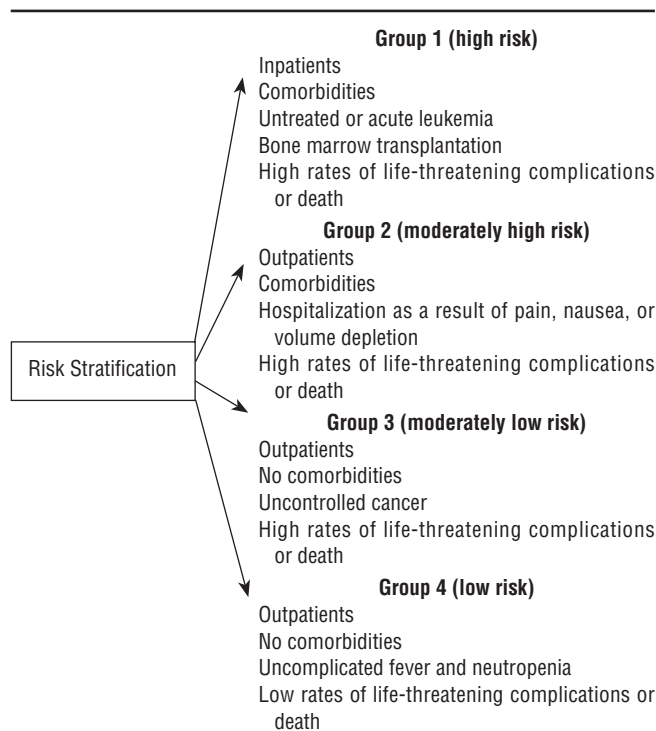 Group 1 (high risk)
Inpatients
Comorbidities
Untreated or acute leukemia
Bone marrow transplantation
High rates of life-threatening complications
or death
Group 2 (moderately high risk)
Outpatients
Comorbidities
Hospitalization as a result of pain, nausea, or
volume depletion
High rates of life-threatening complications
or death
Risk Stratification
Group 3 (moderately low risk)
Outpatients
No comorbidities
Uncontrolled cancer
High rates of life-threatening complications
or death
Group 4 (low risk)
Outpatients
No comorbidities
Uncomplicated fever and neutropenia
Low rates of life-threatening complications or
death